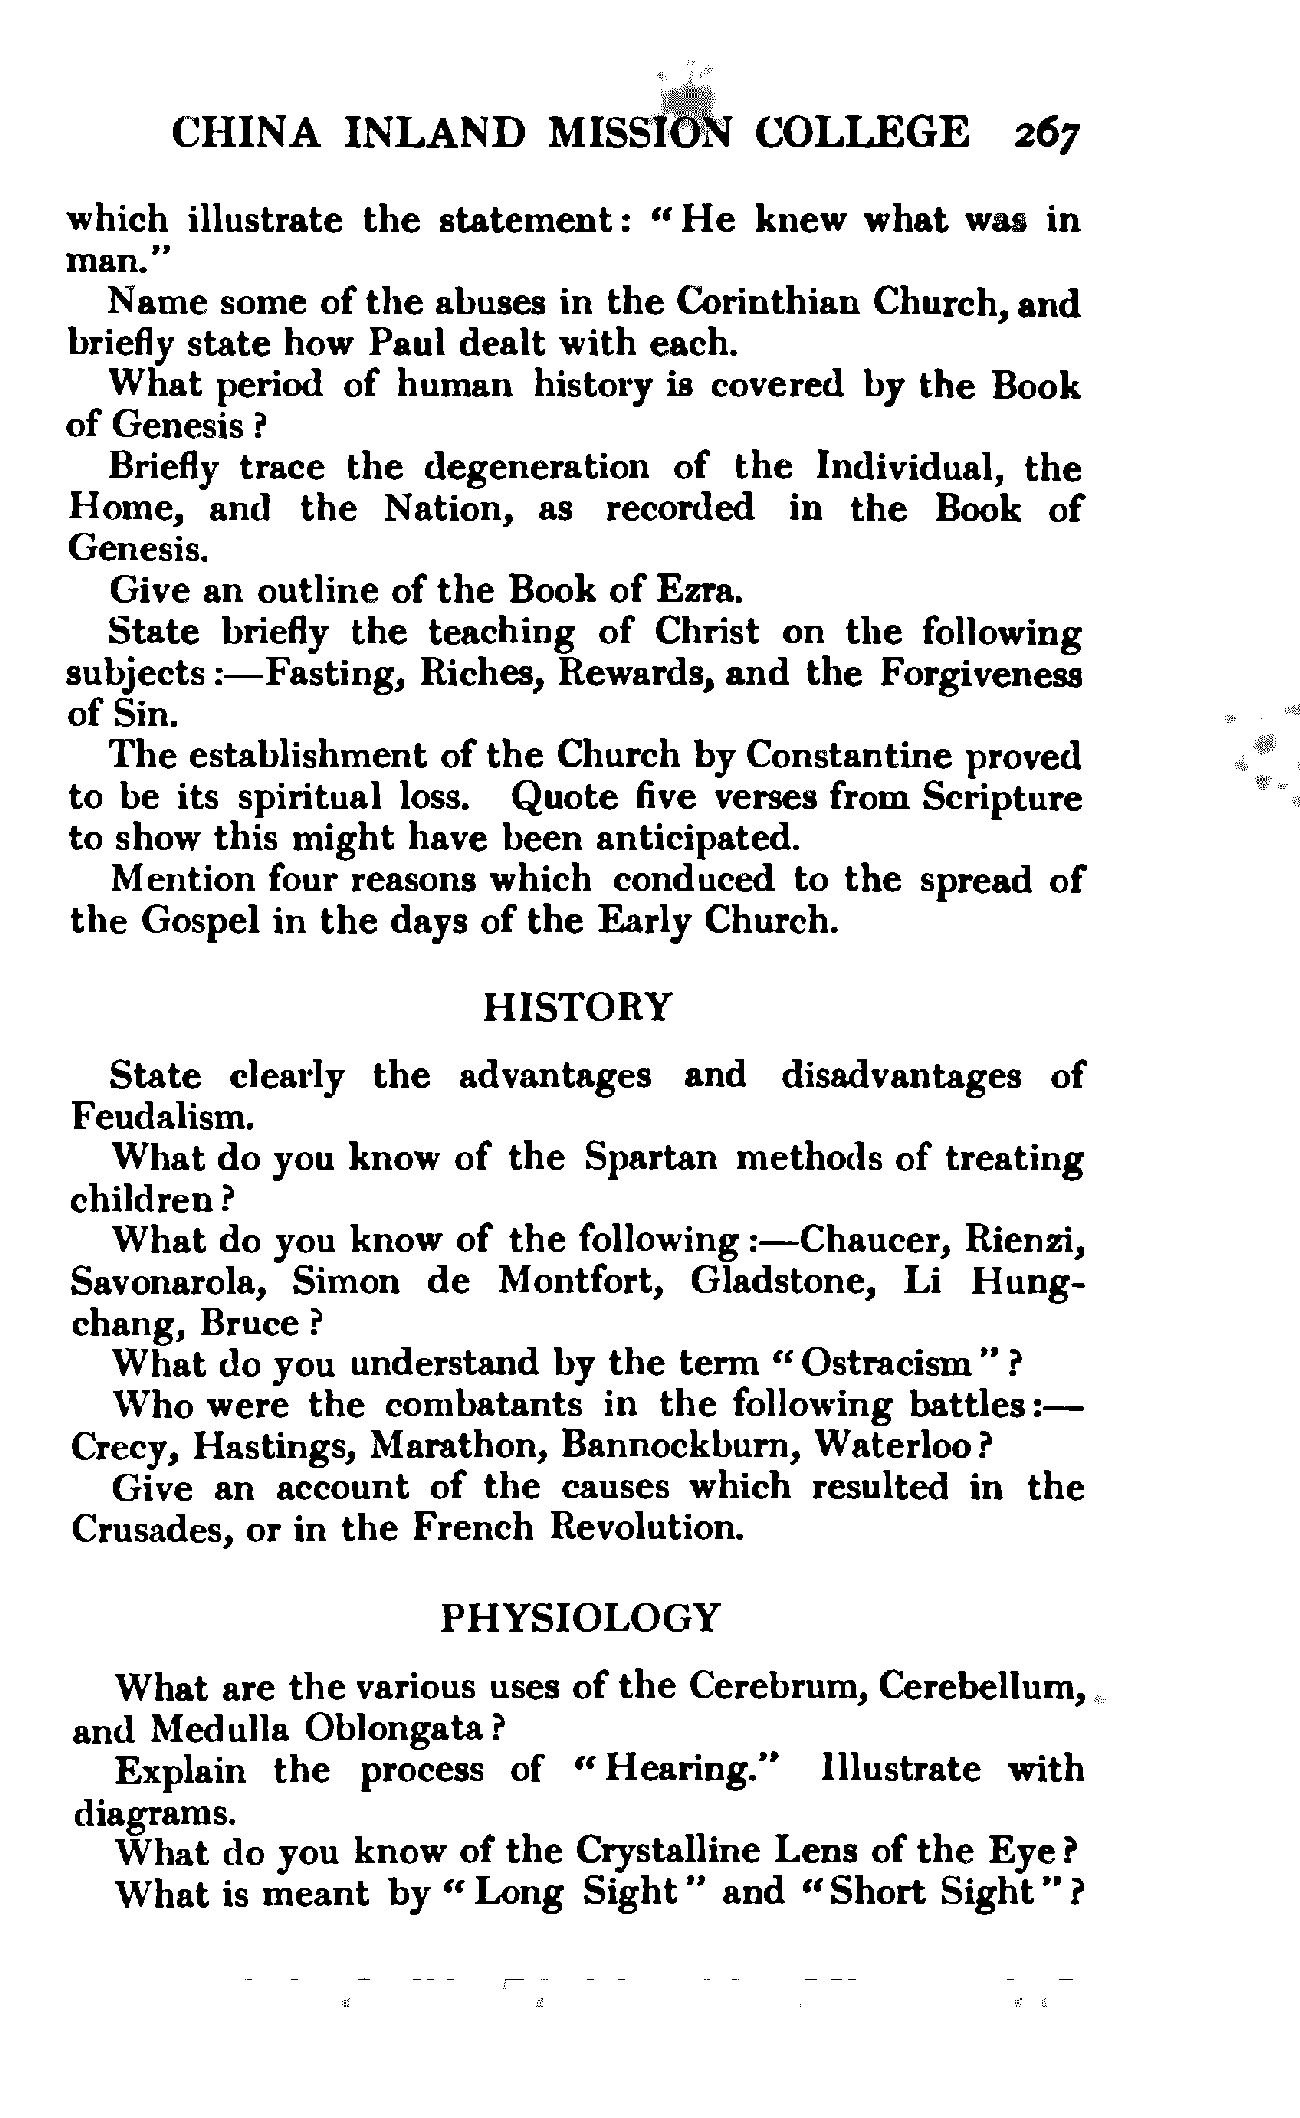 CHINA INLAND MISSION COLLEGE 267
which illustrate the statement: "He knew what was in
man."
Name some of the abuses in the Corinthian Church, and
briefly state how Paul dealt with each.
What period of human history is covered by the Book
of Genesis?
Briefly trace the degeneration of the Individual, the
Home, and the Nation, as recorded in the Book of
Genesis.
Give an outline of the Book of Ezra.
State briefly the teaching of Christ on the following
subjects:—Fasting, Riches, Rewards, and the Forgiveness
of Sin.
The establishment of the Church by Constantine proved
to be its spiritual loss. Quote five verses from Scripture
to show this might have been anticipated.
Mention four reasons which conduced to the spread of
the Gospel in the days of the Early Church.
HISTORY
State clearly the advantages and disadvantages of
Feudalism.
What do you know of the Spartan methods of treating
children?
What do you know of the following:—Chaucer, Rienzi,
Savonarola, Simon de Montfort, Gladstone, Li Hung-
chang, Bruce?
What do you understand by the term "Ostracism"?
Who were the combatants in the following battles:—
Crecy, Hastings, Marathon, Bannockburn, Waterloo?
Give an account of the causes which resulted in the
Crusades, or in the French Revolution.
PHYSIOLOGY
What are the various uses of the Cerebrum, Cerebellum,
and Medulla Oblongata?
Explain the process of "Hearing." Illustrate with
diagrams.
What do you know of the Crystalline Lens of the Eye?
What is meant by "Long Sight" and "Short Sight"?